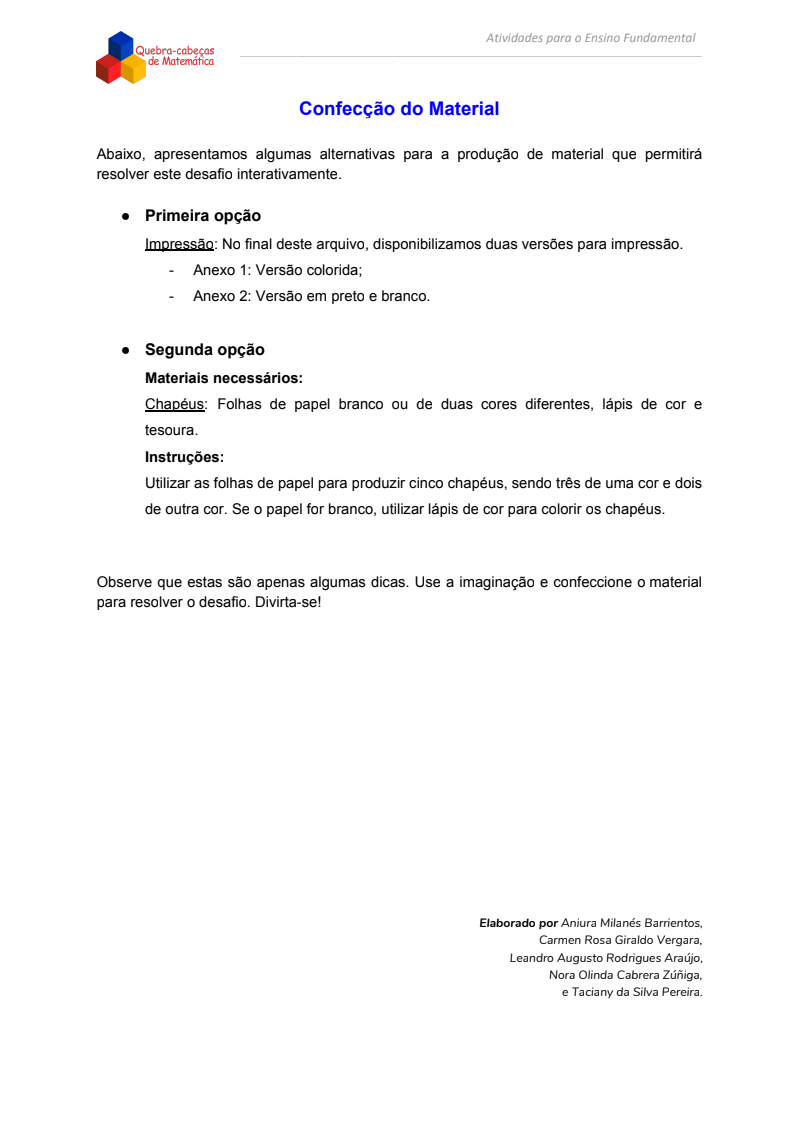 Quebra-cabeças
de Matemática
Atividades para o Ensino Fundamental
Confecção do Material
Abaixo, apresentamos algumas alternativas para a produção de material que permitirá
resolver este desafio interativamente.
● Primeira opção
Impressão: No final deste arquivo, disponibilizamos duas versões para impressão.
- Anexo 1: Versão colorida;
- Anexo 2: Versão em preto e branco.
● Segunda opção
Materiais necessários:
Chapéus: Folhas de papel branco ou de duas cores diferentes, lápis de cor e
tesoura.
Instruções:
Utilizar as folhas de papel para produzir cinco chapéus, sendo três de uma cor e dois
de outra cor. Se o papel for branco, utilizar lápis de cor para colorir os chapéus.
Observe que estas são apenas algumas dicas. Use a imaginação e confeccione o material
para resolver o desafio. Divirta-se!
Elaborado por Aniura Milanés Barrientos,
Carmen Rosa Giraldo Vergara,
Leandro Augusto Rodrigues Araújo,
Nora Olinda Cabrera Zúñiga,
e Taciany da Silva Pereira.